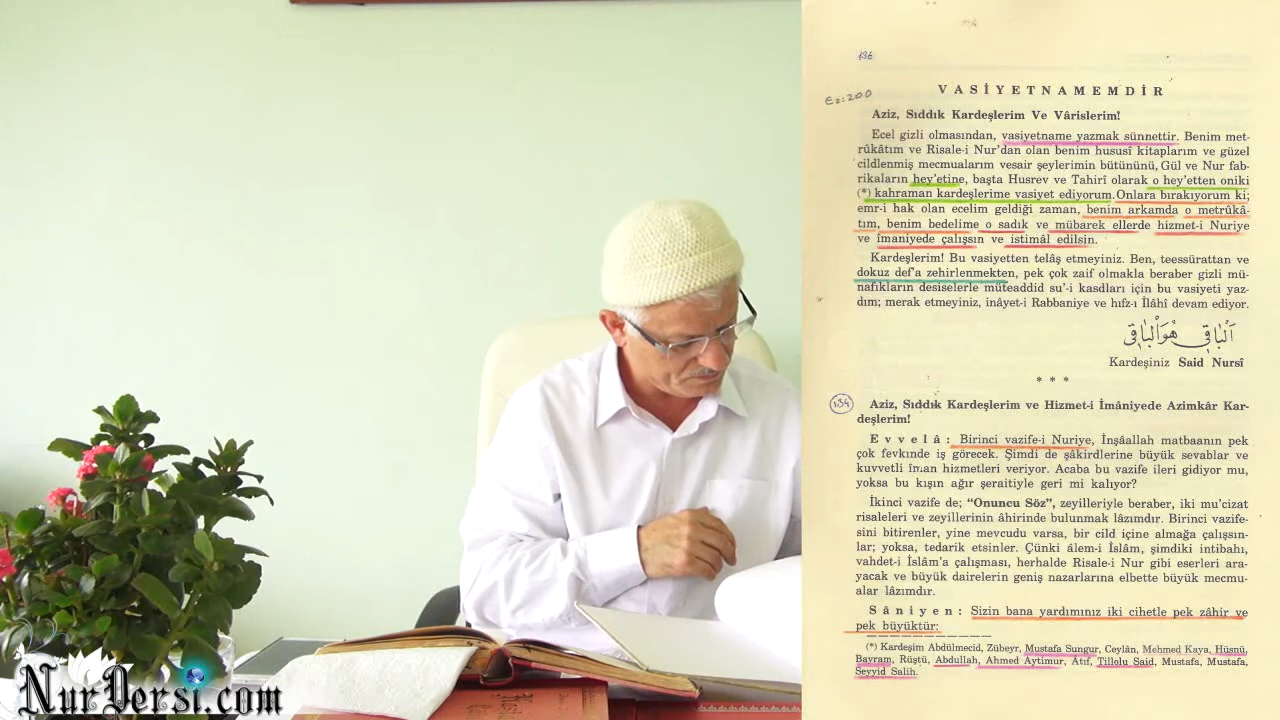 136
Ez:200
VASİYETNAMEMDİR
Aziz, Sıddık Kardeşlerim Ve Vârislerim!
Ecel gizli olmasından, vasiyetname yazmak sünnettir. Benim met-
rûkâtım ve Risale-i Nur'dan olan benim hususî kitaplarım ve güzel
cildlenmiş mecmualarım vesair şeylerimin bütününü, Gül ve Nur fab-
rikaların hey'etine, başta Husrev ve Tahirî olarak o hey'etten oniki
(*) kahraman kardeşlerime vasiyet ediyorum. Onlara bırakıyorum ki;
emr-i hak olan ecelim geldiği zaman, benim arkamda o metrûkâ-
tım, benim bedelime o sadık ve mübarek ellerde hizmet-i Nuriye
ve îmaniyede çalışsın ve istimâl edilsin.
Kardeşlerim! Bu vasiyetten telâş etmeyiniz. Ben, teessürattan ve
dokuz def'a zehirlenmekten, pek çok zaif olmakla beraber gizli mü-
nafıkların desiselerle müteaddid su'-i kasdları için bu vasiyeti yaz-
dım; merak etmeyiniz, inâyet-i Rabbaniye ve hıfz-ı İlâhî devam ediyor.
اَلْبَاقِى هُوَالْبَاقِى
Kardeşiniz Said Nursî
* * *
134
Aziz, Sıddık Kardeşlerim ve Hizmet-i İmâniyede Azimkâr Kar-
deşlerim!
Evvelâ: Birinci vazife-i Nuriye, İnşâallah matbaanın pek
çok fevkınde iş görecek. Şimdi de şâkirdlerine büyük sevablar ve
kuvvetli îman hizmetleri veriyor. Acaba bu vazife ileri gidiyor mu,
yoksa bu kışın ağır şeraitiyle geri mi kalıyor?
İkinci vazife de; "Onuncu Söz", zeyilleriyle beraber, iki mu'cizat
risaleleri ve zeyillerinin âhirinde bulunmak lâzımdır. Birinci vazife-
sini bitirenler, yine mevcudu varsa, bir cild içine almağa çalışsın-
lar; yoksa, tedarik etsinler. Çünki âlem-i İslâm, şimdiki intibahı,
vahdet-i İslâm'a çalışması, herhalde Risale-i Nur gibi eserleri ara-
yacak ve büyük dairelerin geniş nazarlarına elbette büyük mecmu-
alar lâzımdır.
Sâniyen: Sizin bana yardımınız iki cihetle pek zâhir ve
pek büyüktür:
(*) Kardeşim Abdülmecid, Zübeyr, Mustafa Sungur, Ceylân, Mehmed Kaya, Hüsnü,
Bayram, Rüştü, Abdullah, Ahmed Aytimur, Âtıf, Tillolu Said, Mustafa, Mustafa,
Seyyid Salih.
NurDersi.com